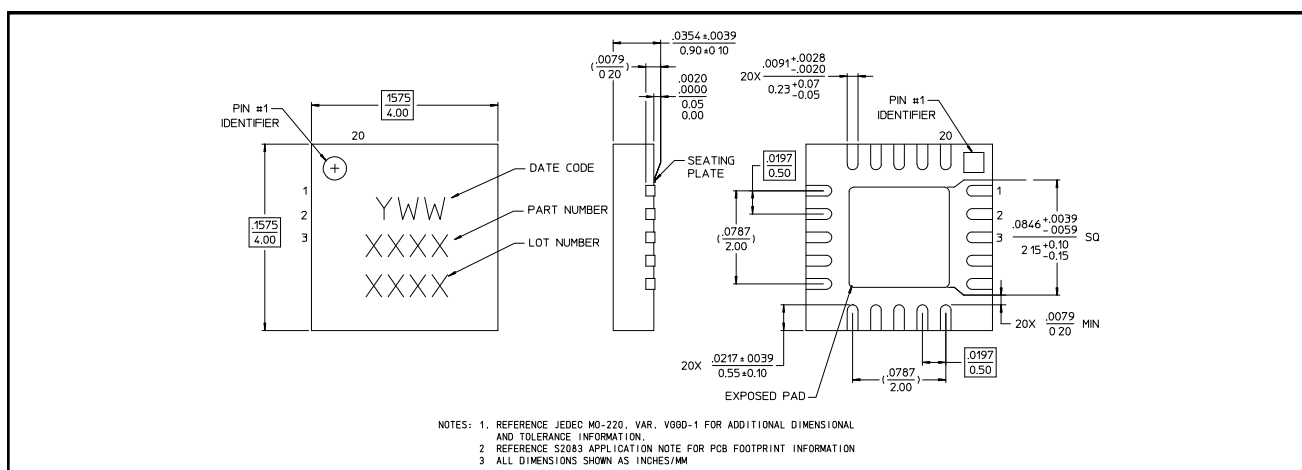 PIN #1
IDENTIFIER
.1575
4.00
20
.1575
4.00
1
2
3
DATE CODE
YWW
PART NUMBER
XXXX
LOT NUMBER
XXXX
.0354±.0039
0.90±0 10
(.0079
0 20)
.0020
.0000
0.05
0.00
SEATING
PLATE
20X .0091+.0028
-.0020
0.23+0.07
-0.05
PIN #1
IDENTIFIER
20
.0197
0.50
(.0787
2.00)
1
2
3
.0846 +.0039
-.0059 SQ
2 15+0.10
-0.15
20X .0079 MIN
0 20
20X .0217±0039
0.55±0.10
.0197
0.50
(.0787
2.00)
EXPOSED PAD
NOTES: 1. REFERENCE JEDEC MO-220, VAR. VGGD-1 FOR ADDITIONAL DIMENSIONAL
AND TOLERANCE INFORMATION.
2 REFERENCE S2083 APPLICATION NOTE FOR PCB FOOTPRINT INFORMATION
3 ALL DIMENSIONS SHOWN AS INCHES/MM